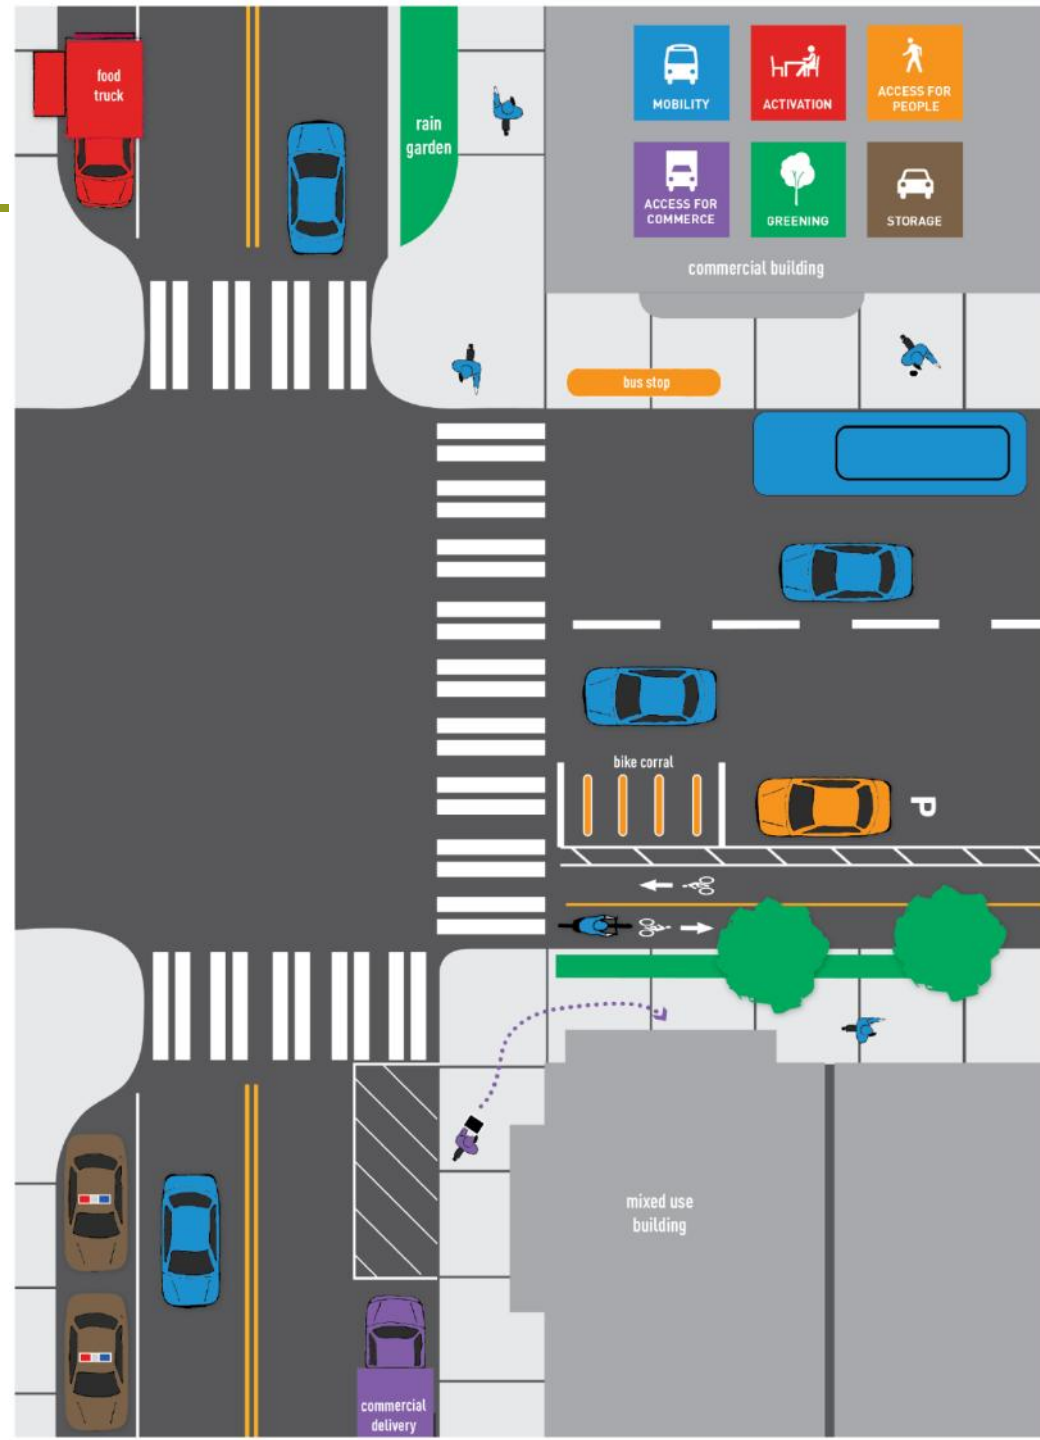 food
truck
rain
garden
MOBILITY
ACTIVATION
ACCESS FOR
PEOPLE
ACCESS FOR
COMMERCE
GREENING
STORAGE
commercial building
bus stop
bike corral
P
mixed use
building
commercial
delivery